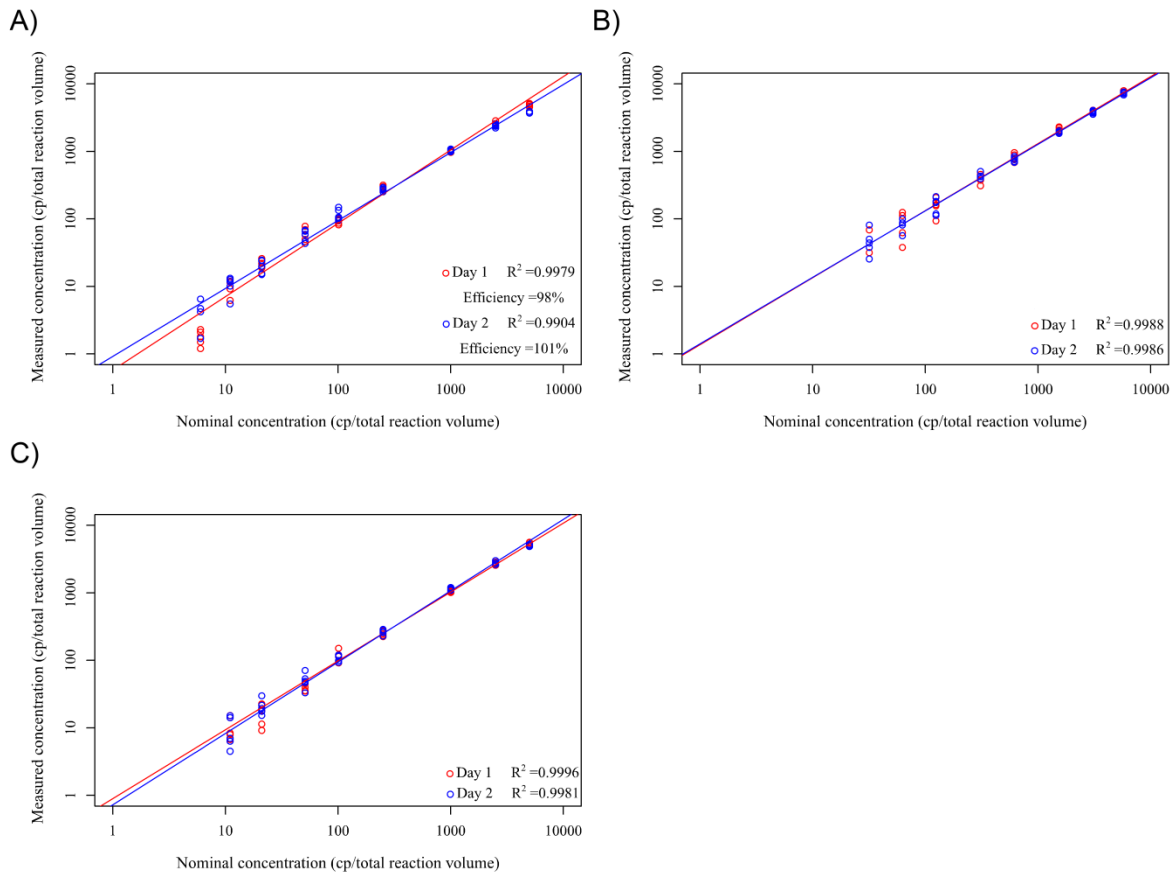 A)
Measured concentration (cp/total reaction volume)
10000
1000
100
10
1
Day 1 R² =0.9979
Efficiency =98%
Day 2 R² =0.9904
Efficiency =101%
1 10 100 1000 10000
Nominal concentration (cp/total reaction volume)
B)
Measured concentration (cp/total reaction volume)
10000
1000
100
10
1
Day 1 R² =0.9988
Day 2 R² =0.9986
1 10 100 1000 10000
Nominal concentration (cp/total reaction volume)
C)
Measured concentration (cp/total reaction volume)
10000
1000
100
10
1
Day 1 R² =0.9996
Day 2 R² =0.9981
1 10 100 1000 10000
Nominal concentration (cp/total reaction volume)